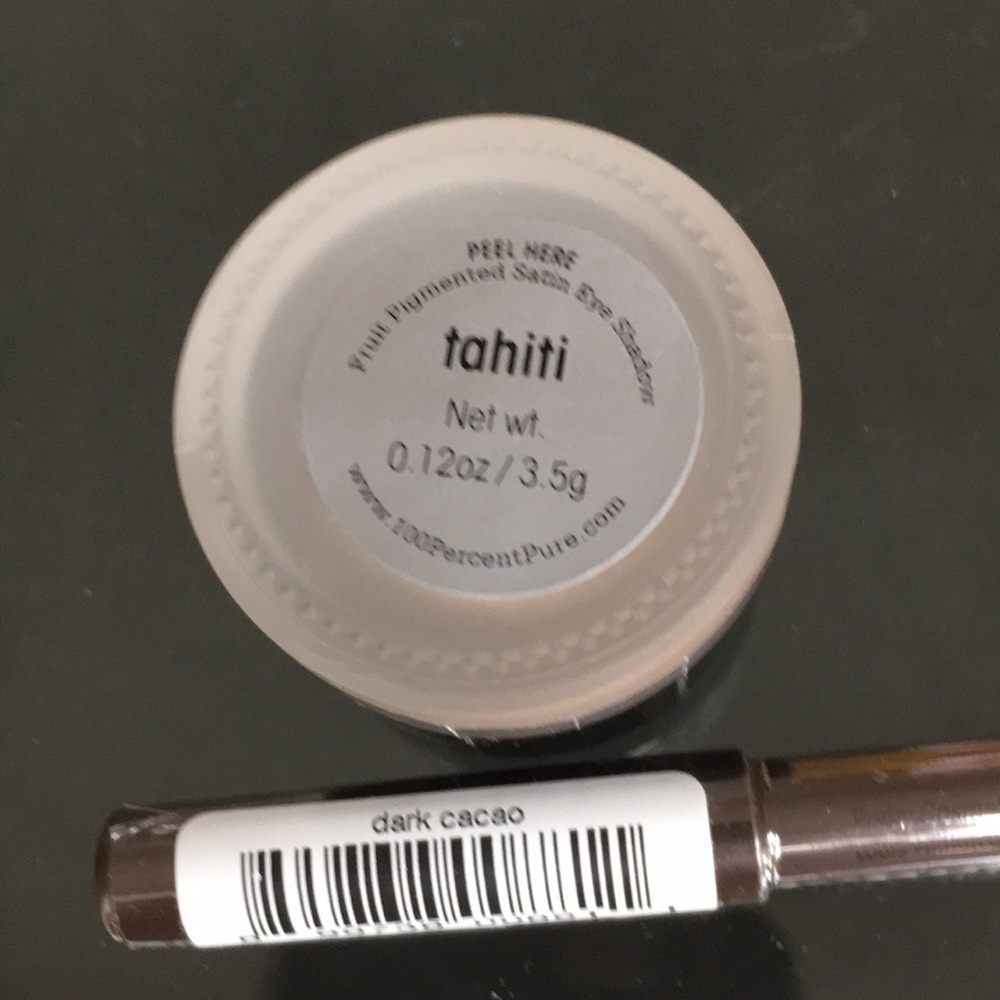 PEEL HERE
Fruit Pigmented Satin Eye Shadow
tahiti
Net wt.
0.12oz / 3.5g
www.100PercentPure.com
dark cacao